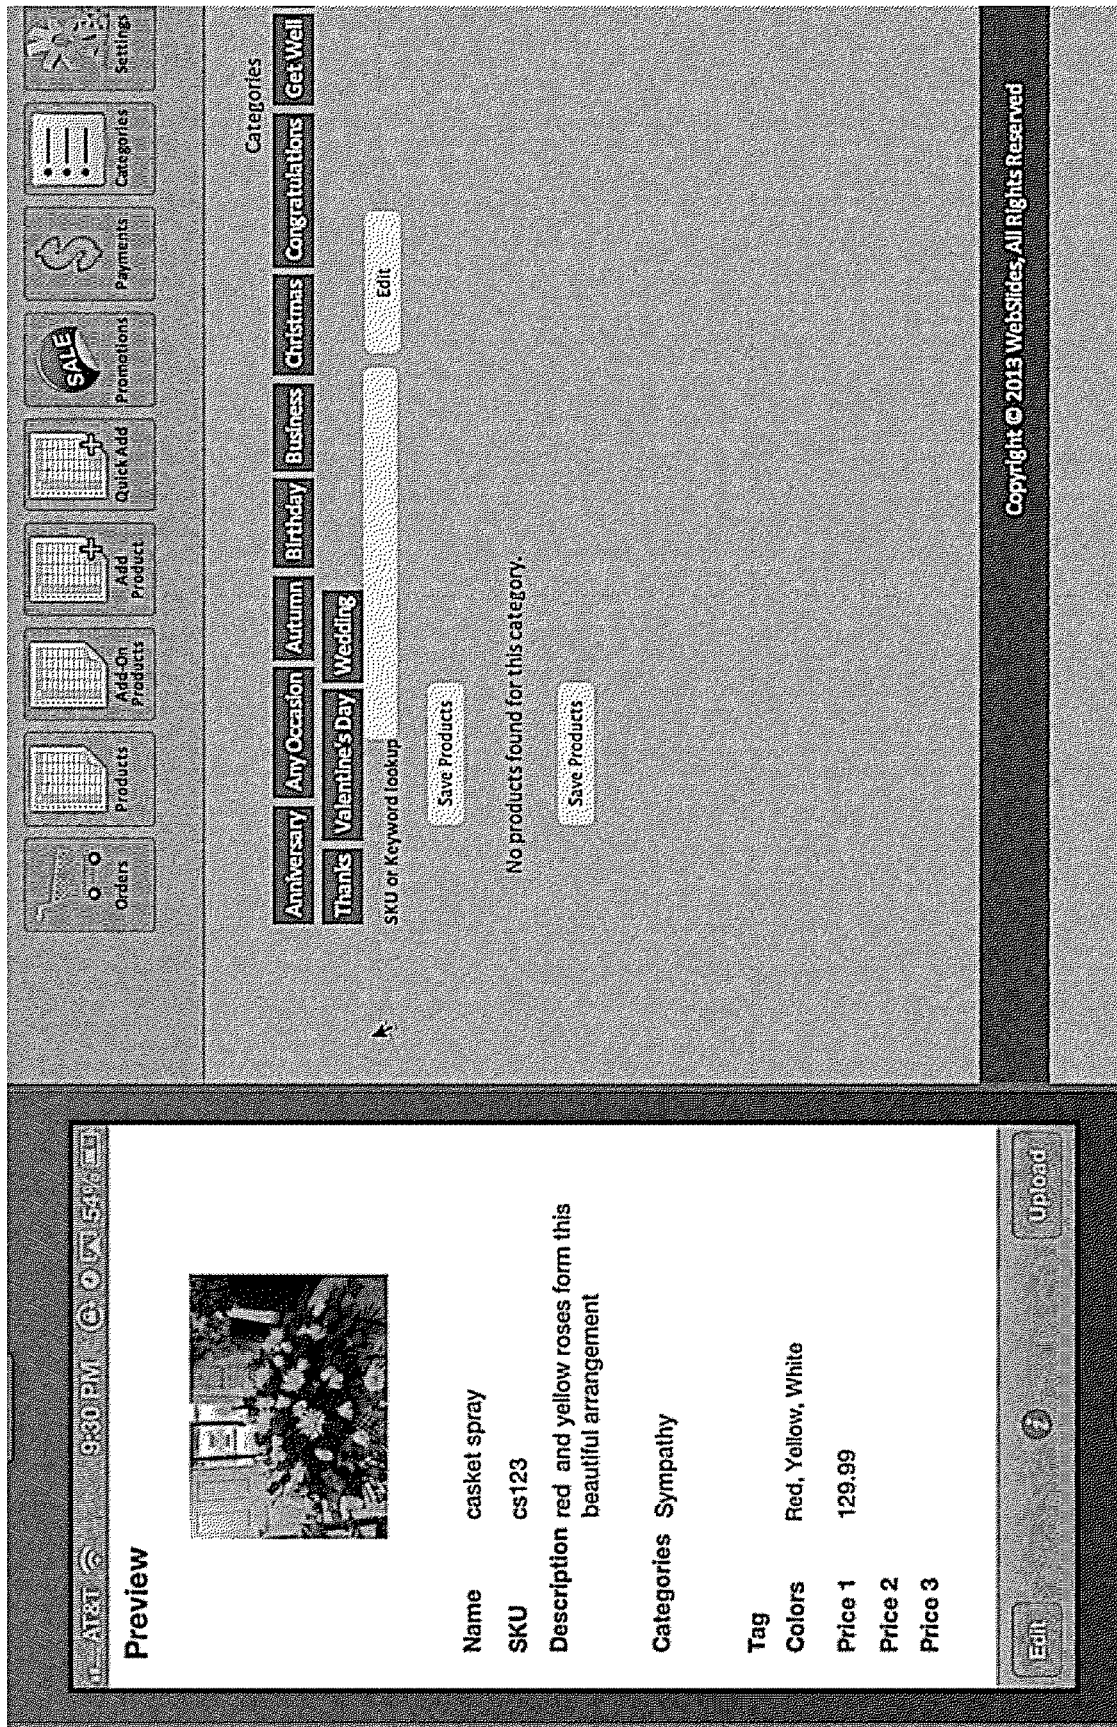 AT&T 9:30 PM 54%
Preview
Name casket spray
SKU cs123
Description red and yellow roses form this
beautiful arrangement
Categories Sympathy
Tag
Colors Red, Yellow, White
Price 1 129.99
Price 2
Price 3
Edit Upload
Orders
Products
Add-On
Products
Add
Product
Quick Add
SALE
Promotions
Payments
Categories
Settings
Categories
Anniversary Any Occasion Autumn Birthday Business Christmas Congratulations Get Well
Thanks Valentine's Day Wedding
SKU or Keyword lookup Edit
Save Products
No products found for this category.
Save Products
Copyright © 2013 WebSlides, All Rights Reserved